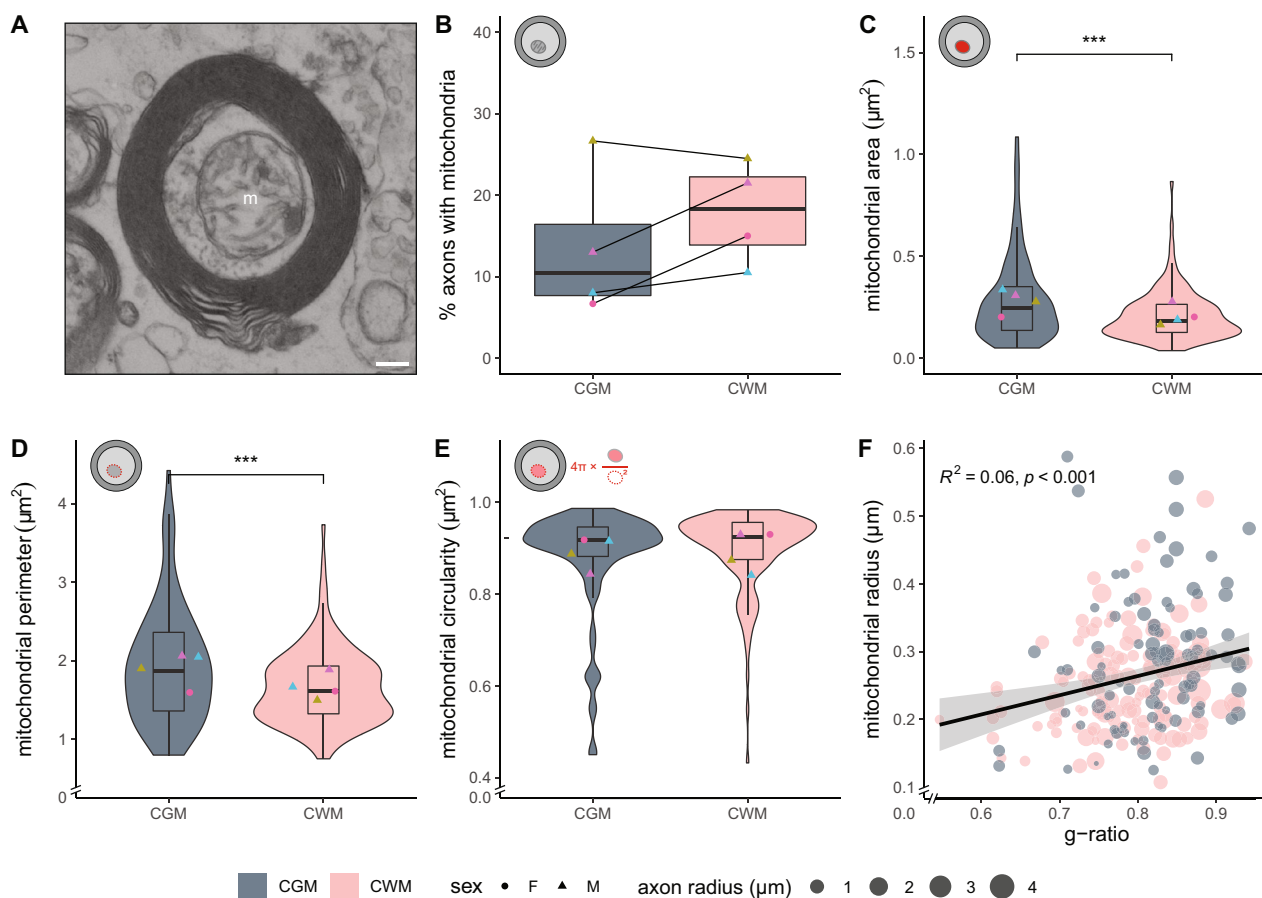 A
m
B
% axons with mitochondria
40
30
20
10
0
CGM CWM
C
mitochondrial area (µm²)
1.5
1.0
0.5
0.0
***
CGM CWM
D
mitochondrial perimeter (µm²)
4
3
2
1
0
***
CGM CWM
E
4π ×
2
mitochondrial circularity (µm²)
1.0
0.8
0.6
0.4
0.0
CGM CWM
F
mitochondrial radius (µm)
0.6
0.5
0.4
0.3
0.2
0.1
0.0
R² = 0.06, p < 0.001
0.6 0.7 0.8 0.9
g−ratio
CGM CWM sex F M axon radius (µm) 1 2 3 4